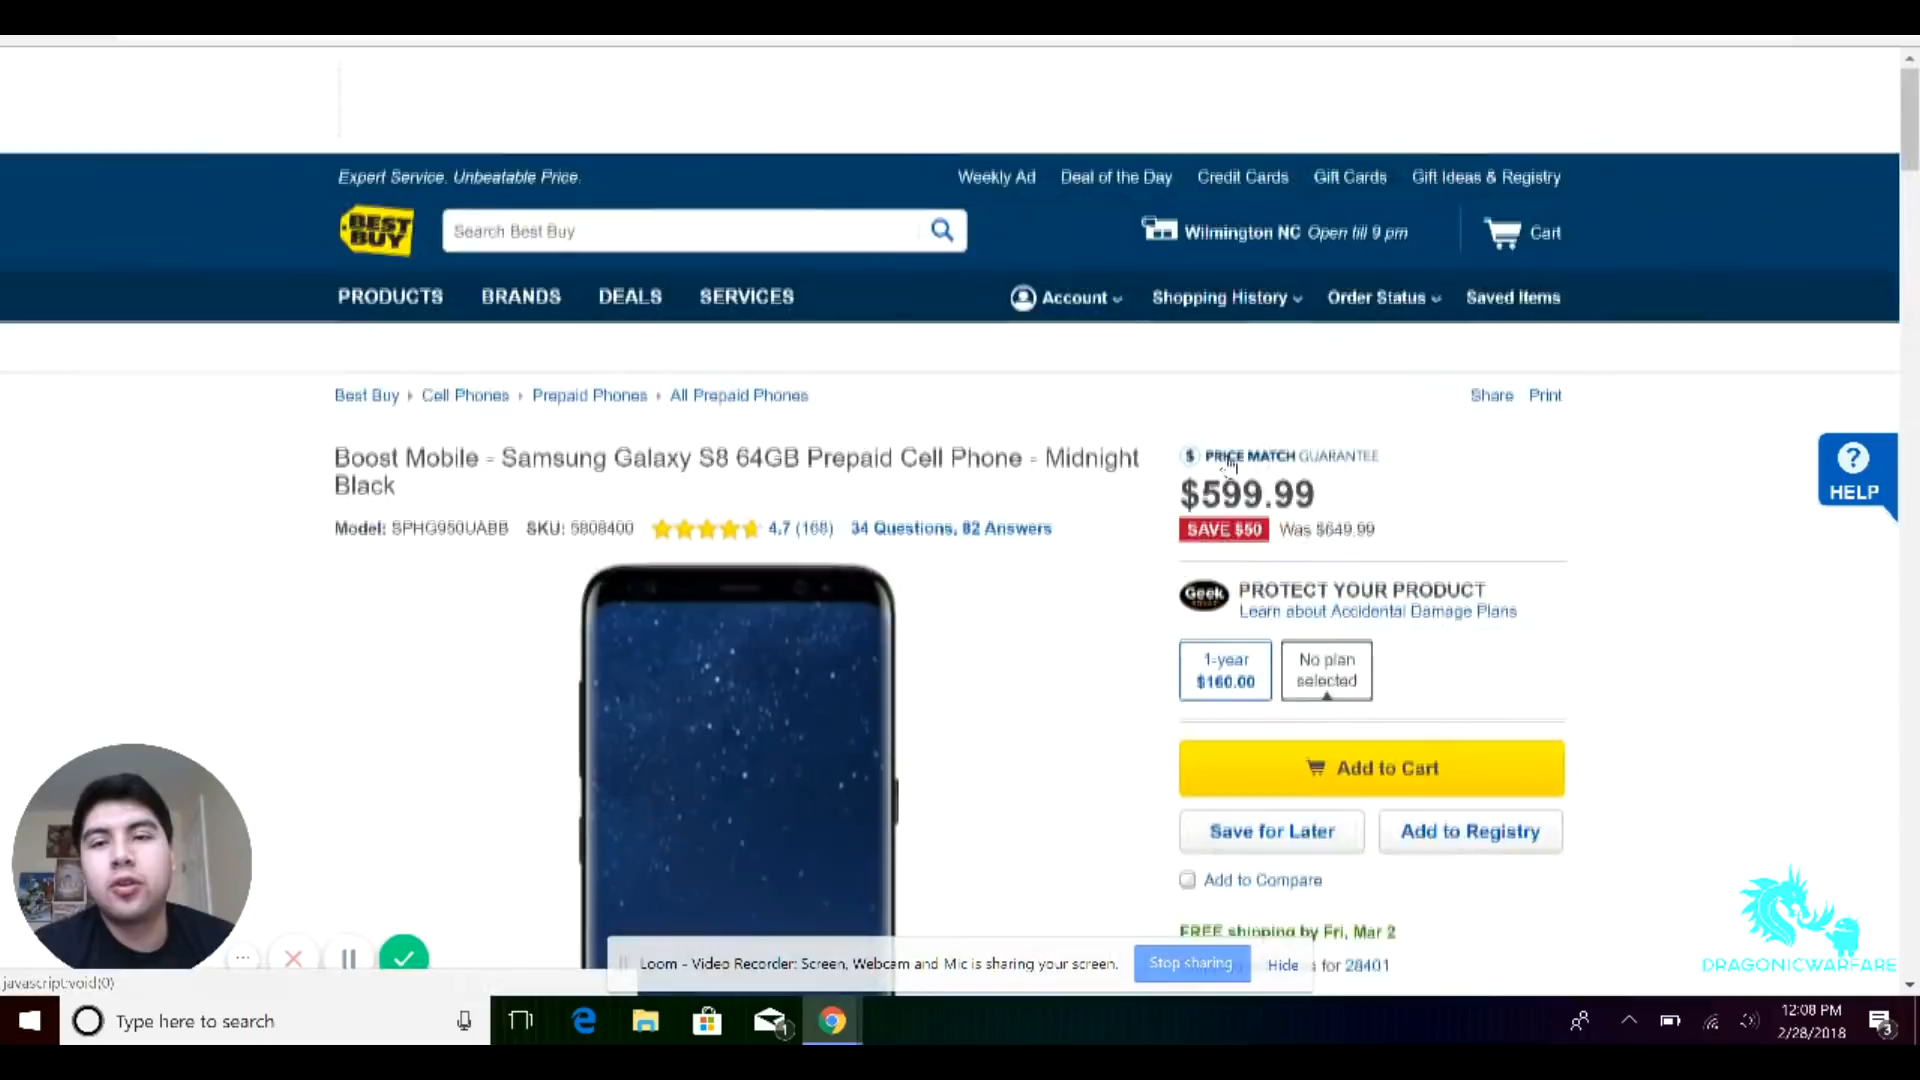 Expert Service. Unbeatable Price.
Weekly Ad Deal of the Day Credit Cards Gift Cards Gift Ideas & Registry
BEST BUY
Search Best Buy
Wilmington NC Open till 9 pm
Cart
PRODUCTS BRANDS DEALS SERVICES
Account Shopping History Order Status Saved Items
Best Buy Cell Phones Prepaid Phones All Prepaid Phones
Share Print
Boost Mobile - Samsung Galaxy S8 64GB Prepaid Cell Phone - Midnight
Black
Model: SPHG950UABB SKU: 5808400 4.7 (168) 34 Questions, 82 Answers
$ PRICE MATCH GUARANTEE
$599.99
SAVE $50 Was $649.99
? HELP
Geek
PROTECT YOUR PRODUCT
Learn about Accidental Damage Plans
1-year
$160.00
No plan
selected
Add to Cart
Save for Later
Add to Registry
Add to Compare
FREE shipping by Fri, Mar 2
for 28401
Loom - Video Recorder: Screen, Webcam and Mic is sharing your screen.
Stop sharing
Hide
DRAGONICWARFARE
javascript:void(0)
Type here to search
1
12:08 PM
2/28/2018
3